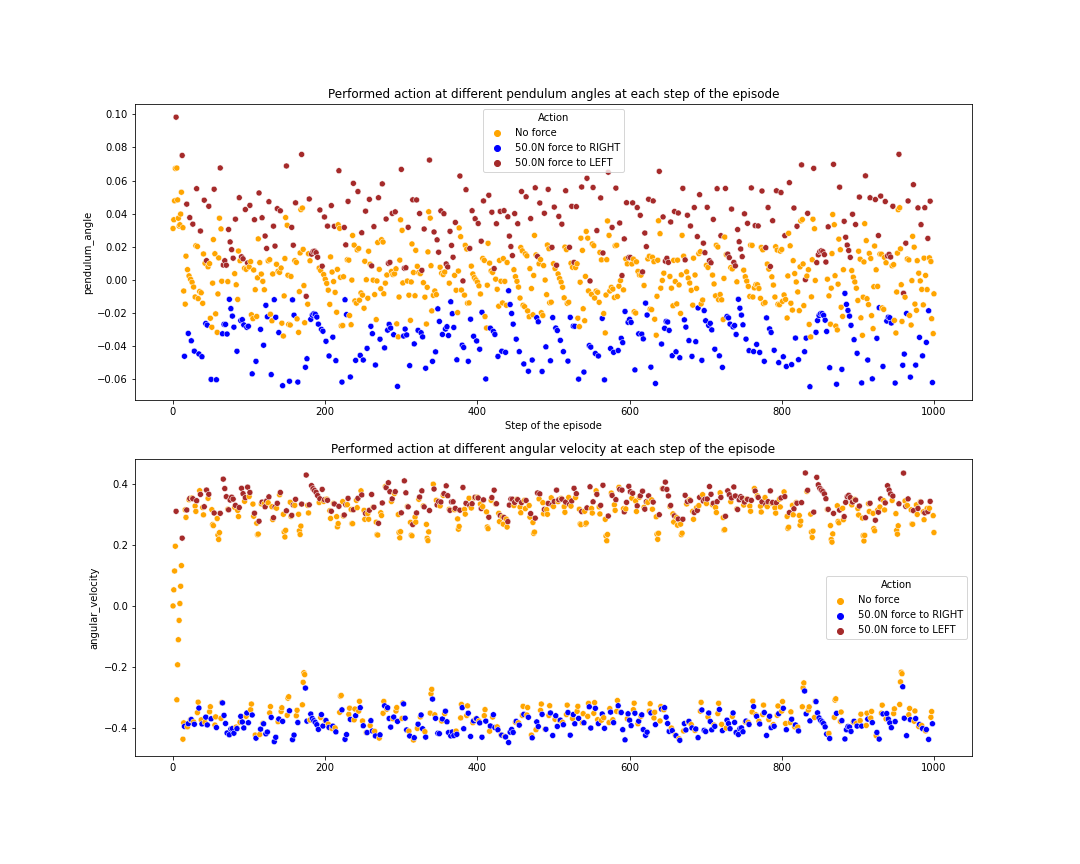 Performed action at different pendulum angles at each step of the episode
pendulum_angle
0.10
0.08
0.06
0.04
0.02
0.00
−0.02
−0.04
−0.06
Action
No force
50.0N force to RIGHT
50.0N force to LEFT
0 200 400 600 800 1000
Step of the episode
Performed action at different angular velocity at each step of the episode
angular_velocity
0.4
0.2
0.0
−0.2
−0.4
Action
No force
50.0N force to RIGHT
50.0N force to LEFT
0 200 400 600 800 1000